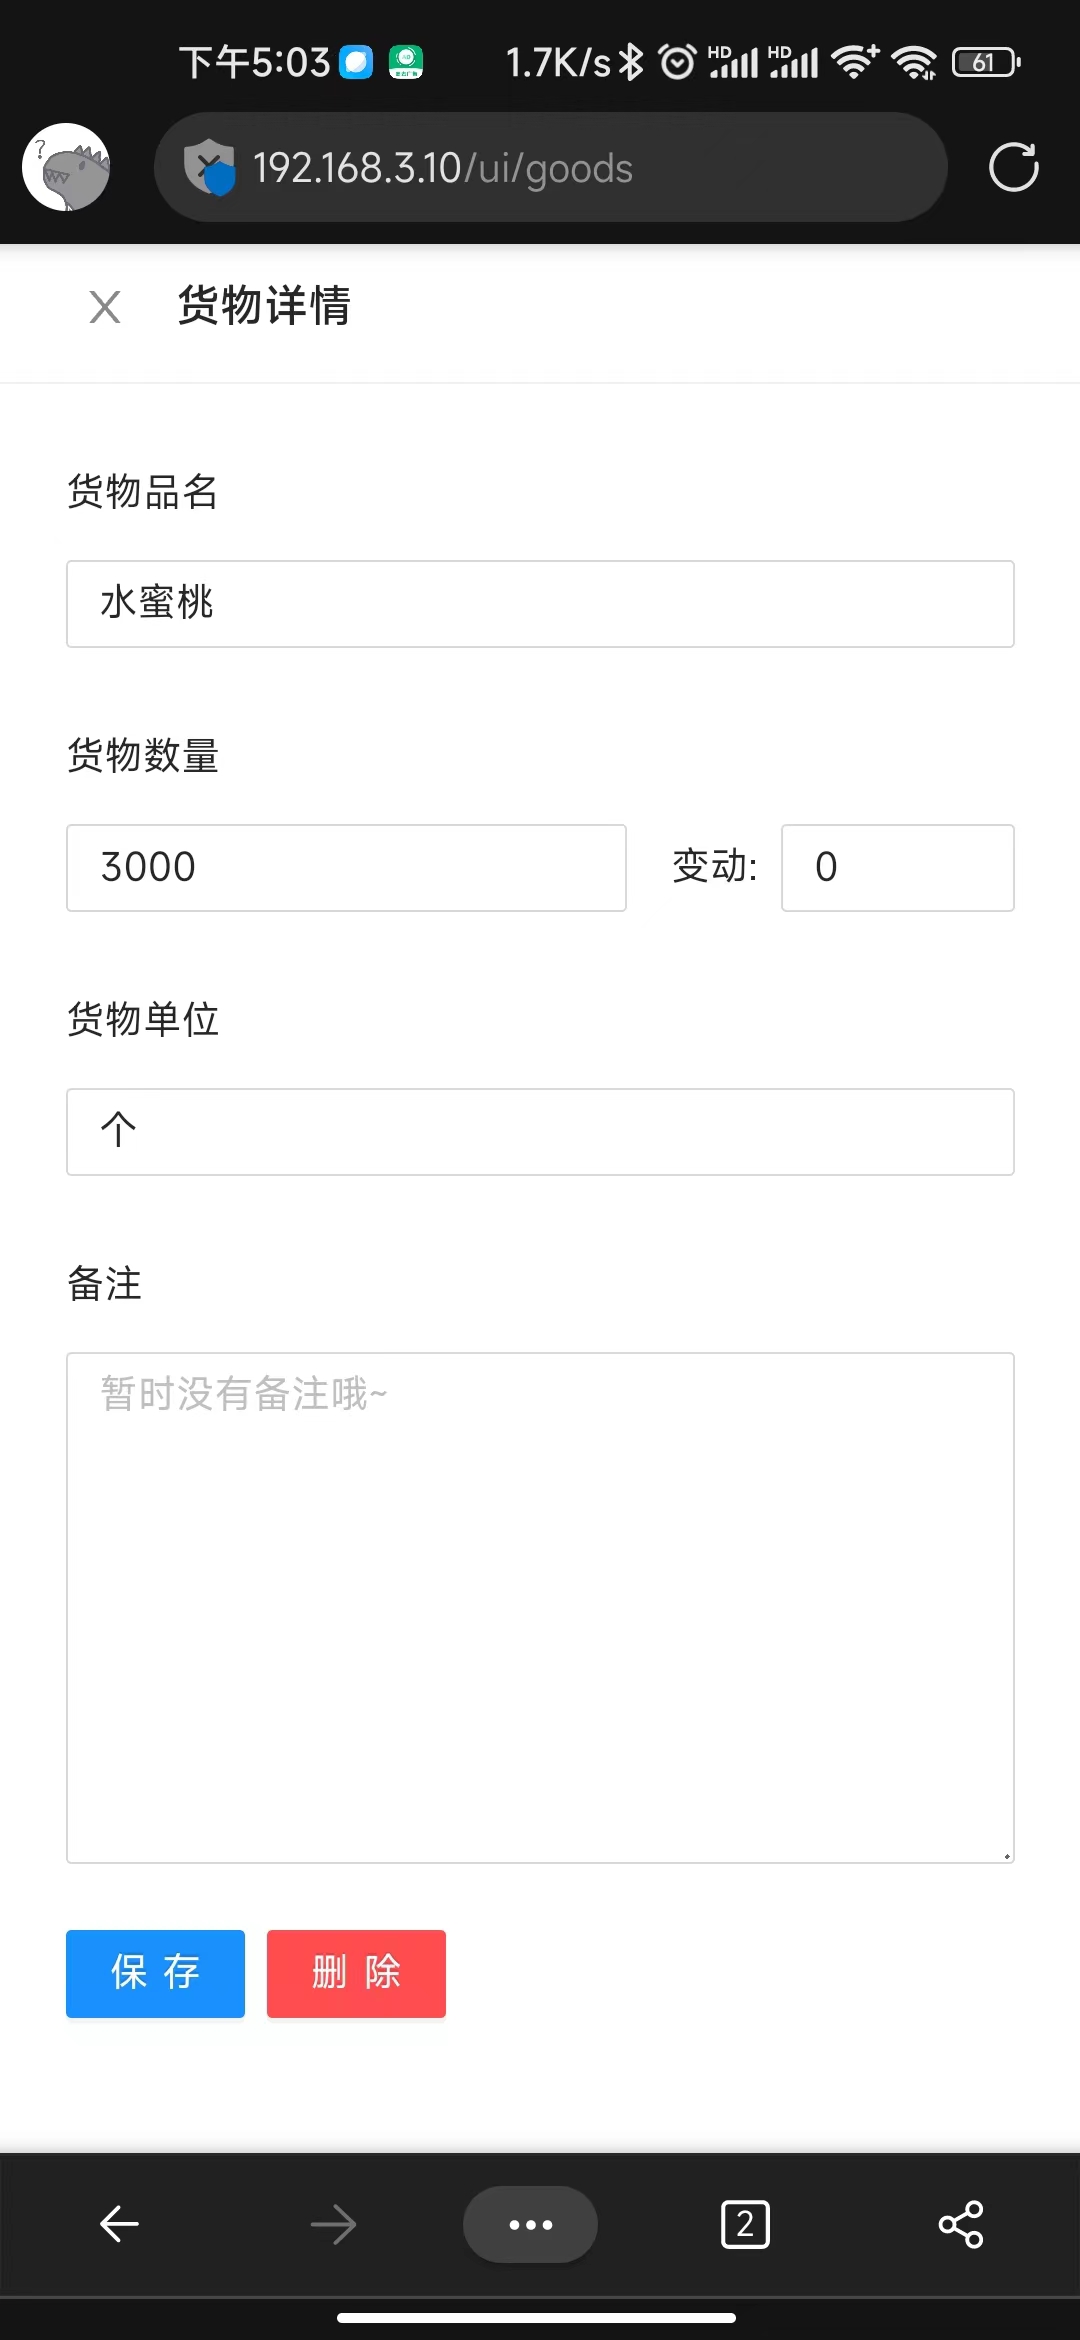 下午5:03 1.7K/s HD HD 61
192.168.3.10/ui/goods
货物详情
货物品名
水蜜桃
货物数量
3000 变动: 0
货物单位
个
备注
暂时没有备注哦~
保 存 删 除
2